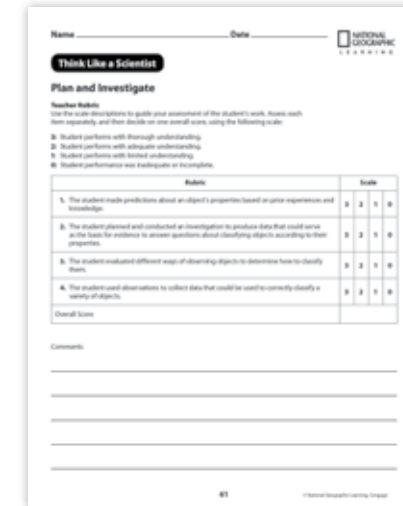 Name Date
NATIONAL
GEOGRAPHIC
LEARNING
Think Like a Scientist
Plan and Investigate
Teacher Rubric
Use the scale descriptions to guide your assessment of the student's work. Assess each
item separately, and then decide on one overall score, using the following scale:
3: Student performs with thorough understanding.
2: Student performs with adequate understanding.
1: Student performs with limited understanding.
0: Student performance was inadequate or incomplete.
Rubric Scale
1. The student made predictions about an object's properties based on prior experiences and 3 2 1 0
knowledge.
2. The student planned and conducted an investigation to produce data that could serve 3 2 1 0
as the basis for evidence to answer questions about classifying objects according to their
properties.
3. The student evaluated different ways of observing objects to determine how to classify 3 2 1 0
them.
4. The student used observations to collect data that could be used to correctly classify a 3 2 1 0
variety of objects.
Overall Score
Comments:
61
© National Geographic Learning, Cengage